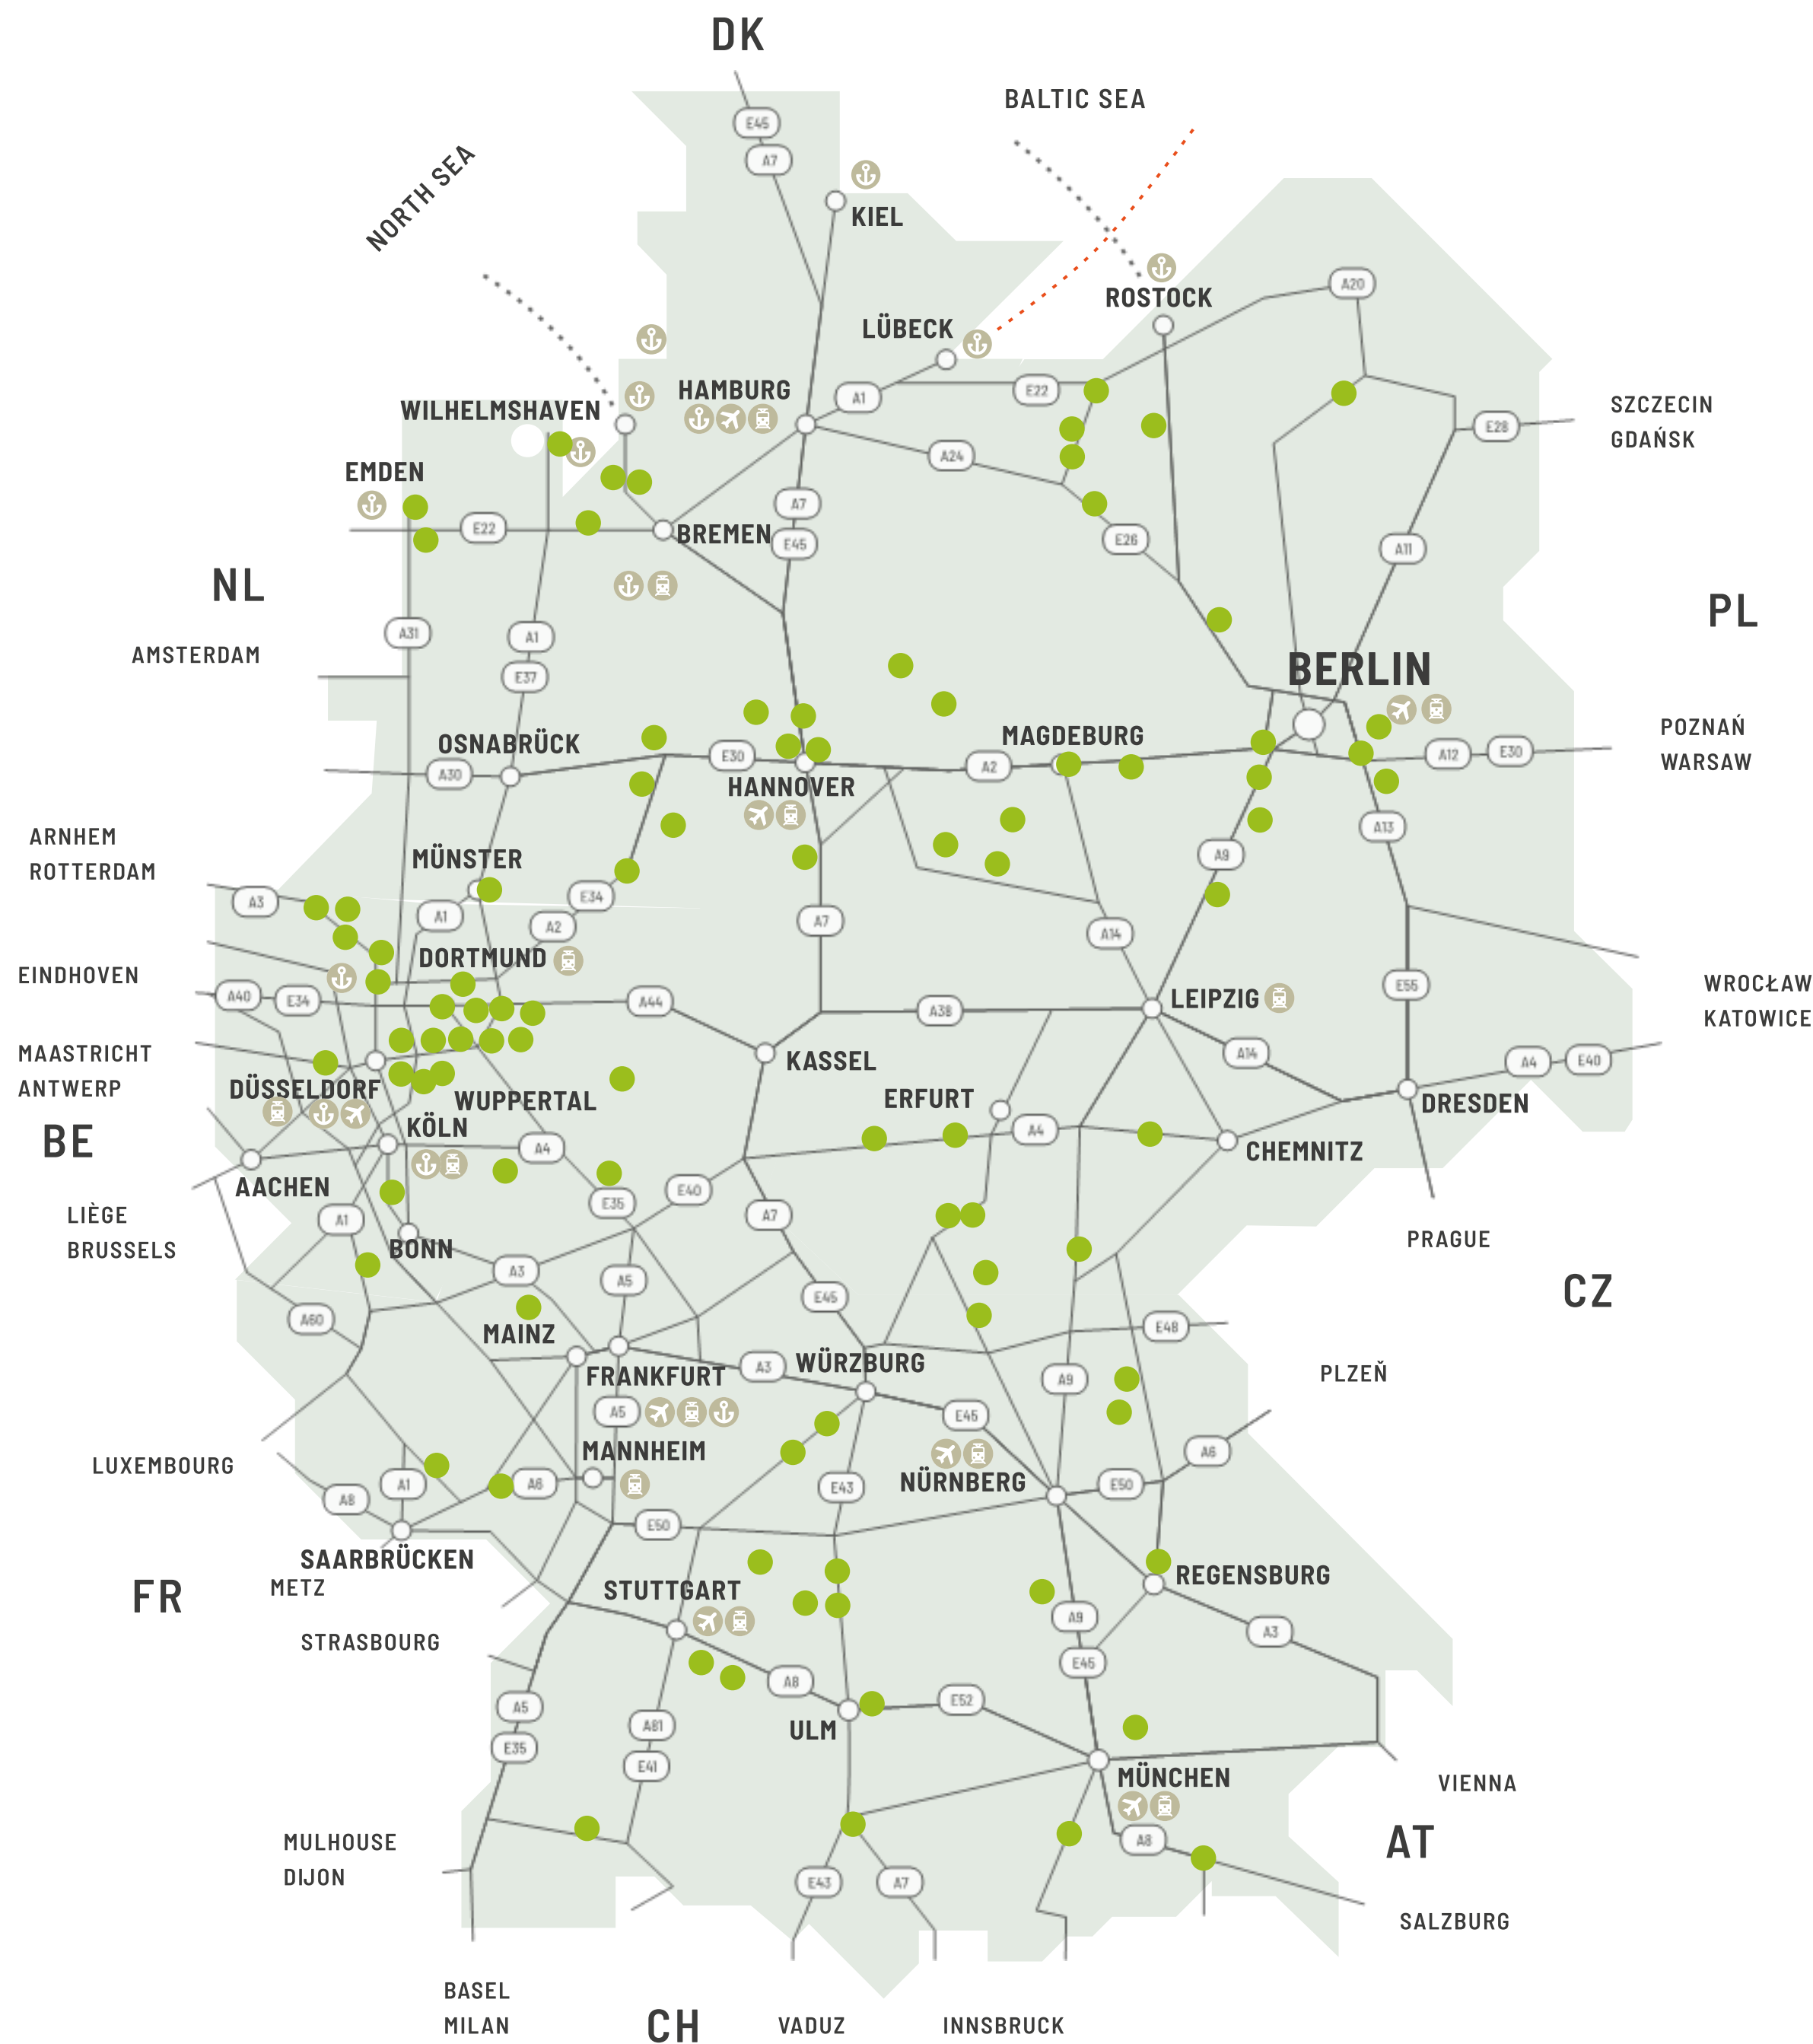 DK
BALTIC SEA
E45
NORTH SEA
A7
KIEL
A20
ROSTOCK
LÜBECK
HAMBURG
A1
E22
WILHELMSHAVEN
SZCZECIN
GDAŃSK
E28
A24
EMDEN
A7
E22
BREMEN
E45
E26
A11
NL
PL
A31
A1
AMSTERDAM
E37
BERLIN
OSNABRÜCK
MAGDEBURG
POZNAŃ
WARSAW
A30
E30
A2
A12
E30
HANNOVER
ARNHEM
ROTTERDAM
A13
MÜNSTER
A9
A3
A1
E34
A2
A7
A14
DORTMUND
EINDHOVEN
A40
E34
A44
A38
LEIPZIG
E55
WROCŁAW
KATOWICE
MAASTRICHT
ANTWERP
KASSEL
A14
A4
E40
DÜSSELDORF
WUPPERTAL
ERFURT
DRESDEN
BE
KÖLN
A4
A4
CHEMNITZ
AACHEN
E40
E35
LIÈGE
BRUSSELS
A1
A7
BONN
PRAGUE
A3
A5
E45
CZ
A60
MAINZ
E48
FRANKFURT
A3
WÜRZBURG
A9
PLZEŇ
A5
E45
MANNHEIM
A6
LUXEMBOURG
A8
A1
A6
E43
NÜRNBERG
E50
E50
SAARBRÜCKEN
METZ
FR
STUTTGART
REGENSBURG
STRASBOURG
A9
A3
E45
A8
A5
E52
A81
ULM
E35
E41
MÜNCHEN
VIENNA
MULHOUSE
DIJON
A8
AT
E43
A7
SALZBURG
BASEL
MILAN
CH
VADUZ
INNSBRUCK